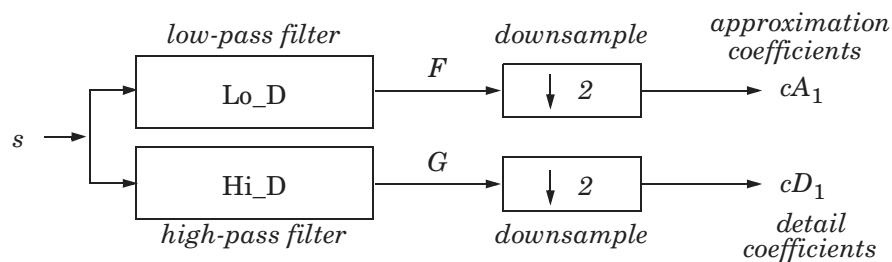 low-pass filter
downsample
approximation
coefficients
Lo_D
F
2
cA1
s
Hi_D
G
2
cD1
high-pass filter
downsample
detail
coefficients